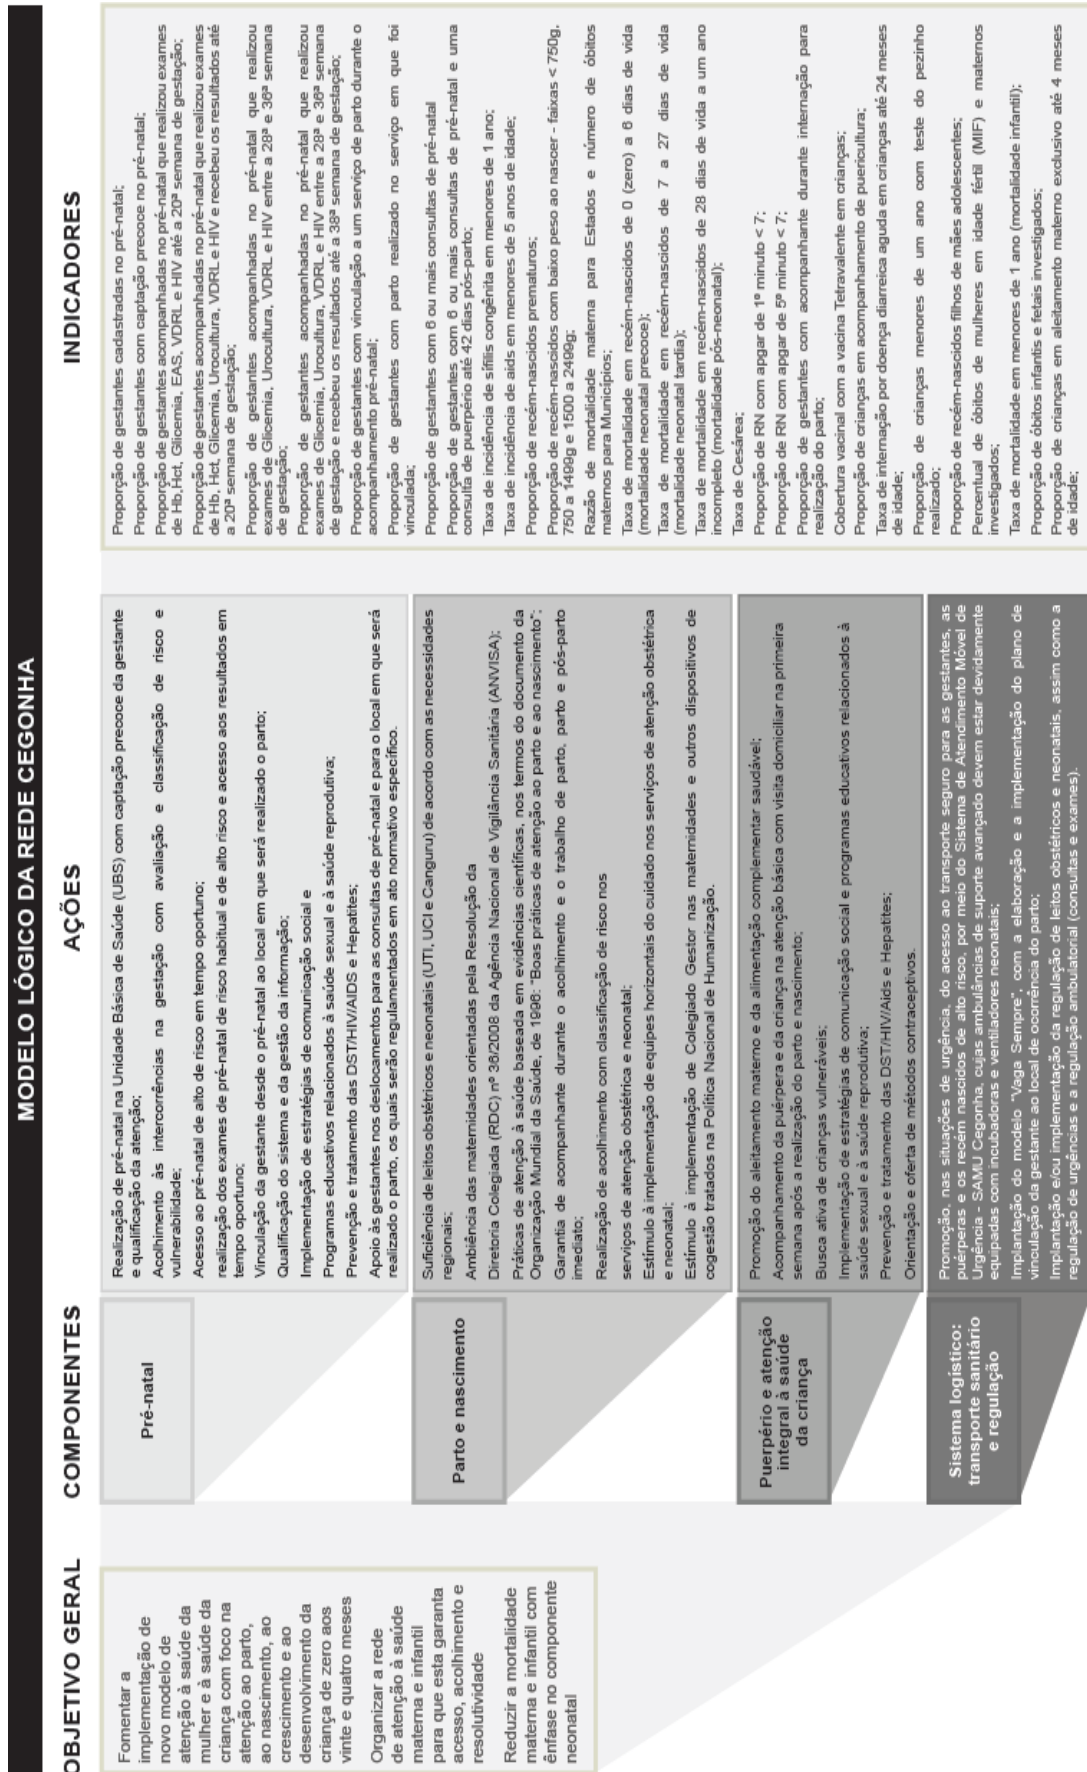 MODELO LÓGICO DA REDE CEGONHA
OBJETIVO GERAL
Fomentar a
implementação de
novo modelo de
atenção à saúde da
mulher e à saúde da
criança com foco na
atenção ao parto,
ao nascimento, ao
crescimento e ao
desenvolvimento da
criança de zero aos
vinte e quatro meses
Organizar a rede
de atenção à saúde
materna e infantil
para que esta garanta
acesso, acolhimento e
resolutividade
Reduzir a mortalidade
materna e infantil com
ênfase no componente
neonatal
COMPONENTES
Pré-natal
Parto e nascimento
Puerpério e atenção
integral à saúde
da criança
Sistema logístico:
transporte sanitário
e regulação
AÇÕES
Realização de pré-natal na Unidade Básica de Saúde (UBS) com captação precoce da gestante
e qualificação da atenção;
Acolhimento às intercorrências na gestação com avaliação e classificação de risco e
vulnerabilidade;
Acesso ao pré-natal de alto de risco em tempo oportuno;
realização dos exames de pré-natal de risco habitual e de alto risco e acesso aos resultados em
tempo oportuno;
Vinculação da gestante desde o pré-natal ao local em que será realizado o parto;
Qualificação do sistema e da gestão da informação;
Implementação de estratégias de comunicação social e
Programas educativos relacionados à saúde sexual e à saúde reprodutiva;
Prevenção e tratamento das DST/HIV/AIDS e Hepatites;
Apoio às gestantes nos deslocamentos para as consultas de pré-natal e para o local em que será
realizado o parto, os quais serão regulamentados em ato normativo específico.
Suficiência de leitos obstétricos e neonatais (UTI, UCI e Canguru) de acordo com as necessidades
regionais;
Ambiência das maternidades orientadas pela Resolução da
Diretoria Colegiada (RDC) nº 36/2008 da Agência Nacional de Vigilância Sanitária (ANVISA);
Práticas de atenção à saúde baseada em evidências científicas, nos termos do documento da
Organização Mundial da Saúde, de 1996: "Boas práticas de atenção ao parto e ao nascimento";
Garantia de acompanhante durante o acolhimento e o trabalho de parto, parto e pós-parto
imediato;
Realização de acolhimento com classificação de risco nos
serviços de atenção obstétrica e neonatal;
Estímulo à implementação de equipes horizontais do cuidado nos serviços de atenção obstétrica
e neonatal;
Estímulo à implementação de Colegiado Gestor nas maternidades e outros dispositivos de
cogestão tratados na Política Nacional de Humanização.
Promoção do aleitamento materno e da alimentação complementar saudável;
Acompanhamento da puérpera e da criança na atenção básica com visita domiciliar na primeira
semana após a realização do parto e nascimento;
Busca ativa de crianças vulneráveis;
Implementação de estratégias de comunicação social e programas educativos relacionados à
saúde sexual e à saúde reprodutiva;
Prevenção e tratamento das DST/HIV/Aids e Hepatites;
Orientação e oferta de métodos contraceptivos.
Promoção, nas situações de urgência, do acesso ao transporte seguro para as gestantes, as
puérperas e os recém nascidos de alto risco, por meio do Sistema de Atendimento Móvel de
Urgência - SAMU Cegonha, cujas ambulâncias de suporte avançado devem estar devidamente
equipadas com incubadoras e ventiladores neonatais;
Implantação do modelo "Vaga Sempre", com a elaboração e a implementação do plano de
vinculação da gestante ao local de ocorrência do parto;
Implantação e/ou implementação da regulação de leitos obstétricos e neonatais, assim como a
regulação de urgências e a regulação ambulatorial (consultas e exames).
INDICADORES
Proporção de gestantes cadastradas no pré-natal;
Proporção de gestantes com captação precoce no pré-natal;
Proporção de gestantes acompanhadas no pré-natal que realizou exames
de Hb,Hct, Glicemia, EAS, VDRL e HIV até a 20ª semana de gestação;
Proporção de gestantes acompanhadas no pré-natal que realizou exames
de Hb, Hct, Glicemia, Urocultura, VDRL e HIV e recebeu os resultados até
a 20ª semana de gestação;
Proporção de gestantes acompanhadas no pré-natal que realizou
exames de Glicemia, Urocultura, VDRL e HIV entre a 28ª e 36ª semana
de gestação;
Proporção de gestantes acompanhadas no pré-natal que realizou
exames de Glicemia, Urocultura, VDRL e HIV entre a 28ª e 36ª semana
de gestação e recebeu os resultados até a 38ª semana de gestação;
Proporção de gestantes com vinculação a um serviço de parto durante o
acompanhamento pré-natal;
Proporção de gestantes com parto realizado no serviço em que foi
vinculada;
Proporção de gestantes com 6 ou mais consultas de pré-natal
Proporção de gestantes com 6 ou mais consultas de pré-natal e uma
consulta de puerpério até 42 dias pós-parto;
Taxa de incidência de sífilis congênita em menores de 1 ano;
Taxa de incidência de aids em menores de 5 anos de idade;
Proporção de recém-nascidos prematuros;
Proporção de recém-nascidos com baixo peso ao nascer - faixas < 750g,
750 a 1499g e 1500 a 2499g;
Razão de mortalidade materna para Estados e número de óbitos
maternos para Municípios;
Taxa de mortalidade em recém-nascidos de 0 (zero) a 6 dias de vida
(mortalidade neonatal precoce);
Taxa de mortalidade em recém-nascidos de 7 a 27 dias de vida
(mortalidade neonatal tardia);
Taxa de mortalidade em recém-nascidos de 28 dias de vida a um ano
incompleto (mortalidade pós-neonatal);
Taxa de Cesárea;
Proporção de RN com apgar de 1º minuto < 7;
Proporção de RN com apgar de 5º minuto < 7;
Proporção de gestantes com acompanhante durante internação para
realização do parto;
Cobertura vacinal com a vacina Tetravalente em crianças;
Proporção de crianças em acompanhamento de puericultura;
Taxa de internação por doença diarreica aguda em crianças até 24 meses
de idade;
Proporção de crianças menores de um ano com teste do pezinho
realizado;
Proporção de recém-nascidos filhos de mães adolescentes;
Percentual de óbitos de mulheres em idade fértil (MIF) e maternos
investigados;
Taxa de mortalidade em menores de 1 ano (mortalidade infantil);
Proporção de óbitos infantis e fetais investigados;
Proporção de crianças em aleitamento materno exclusivo até 4 meses
de idade;